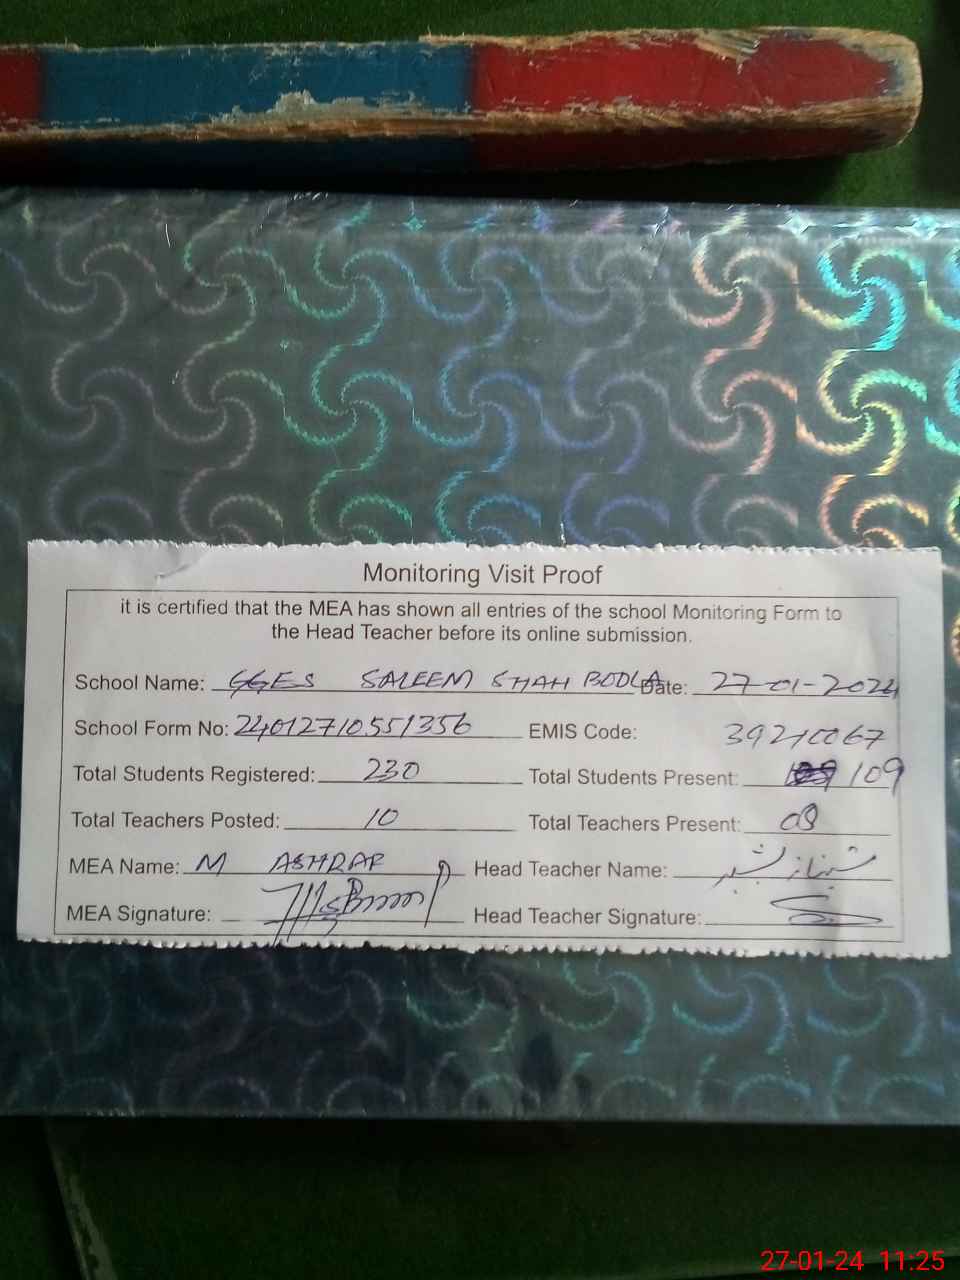 Monitoring Visit Proof
it is certified that the MEA has shown all entries of the school Monitoring Form to
the Head Teacher before its online submission.
School Name: GGES SALEEM SHAH BODLA Date: 27-01-2024
School Form No: 24012710551356 EMIS Code: 39210067
Total Students Registered: 230 Total Students Present: 109
Total Teachers Posted: 10 Total Teachers Present: 08
MEA Name: M ASHRAF Head Teacher Name: شہناز
MEA Signature: Head Teacher Signature:
27-01-24 11:25